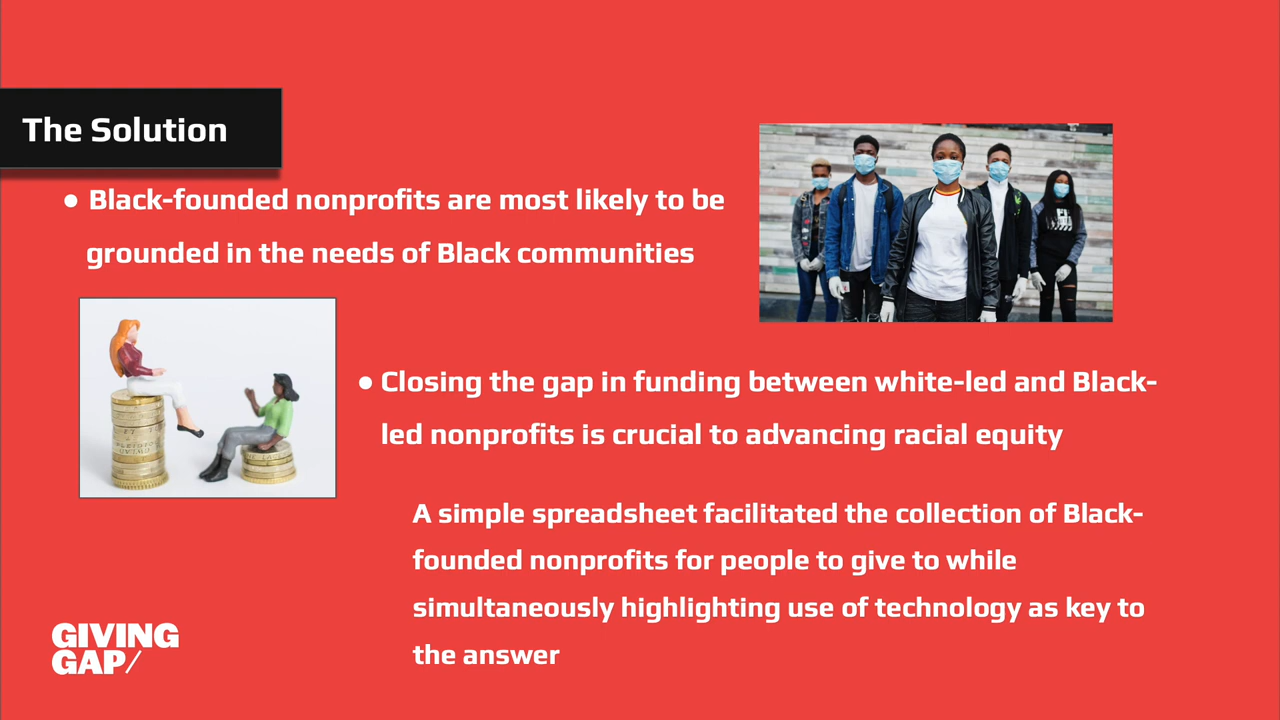 The Solution
● Black-founded nonprofits are most likely to be
grounded in the needs of Black communities
● Closing the gap in funding between white-led and Black-
led nonprofits is crucial to advancing racial equity
A simple spreadsheet facilitated the collection of Black-
founded nonprofits for people to give to while
simultaneously highlighting use of technology as key to
the answer
GIVING
GAP/